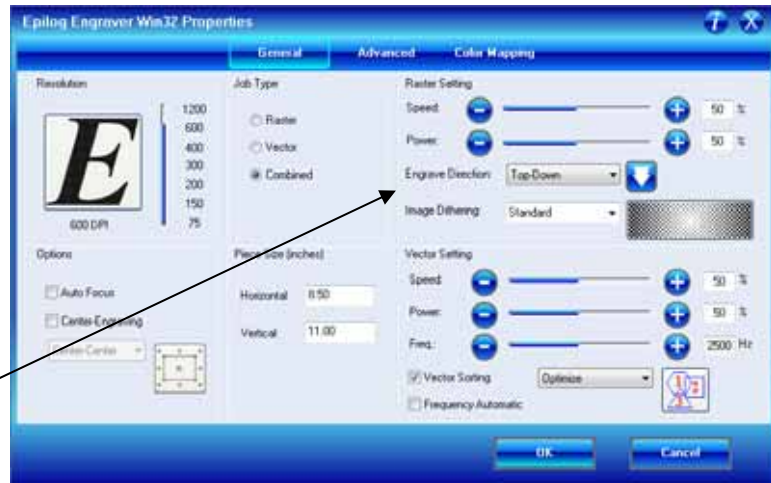 Epilog Engraver Win32 Properties
General
Advanced
Color Mapping
Resolution
1200
600
400
300
200
150
75
600 DPI
Job Type
Raster
Vector
Combined
Raster Setting
Speed:
50 %
Power:
50 %
Engrave Direction:
Top-Down
Image Dithering:
Standard
Options
Auto Focus
Center-Engraving
Center-Center
Piece Size (inches)
Horizontal
8.50
Vertical
11.00
Vector Setting
Speed:
50 %
Power:
50 %
Freq.:
2500 Hz
Vector Sorting
Optimize
Frequency Automatic
OK
Cancel